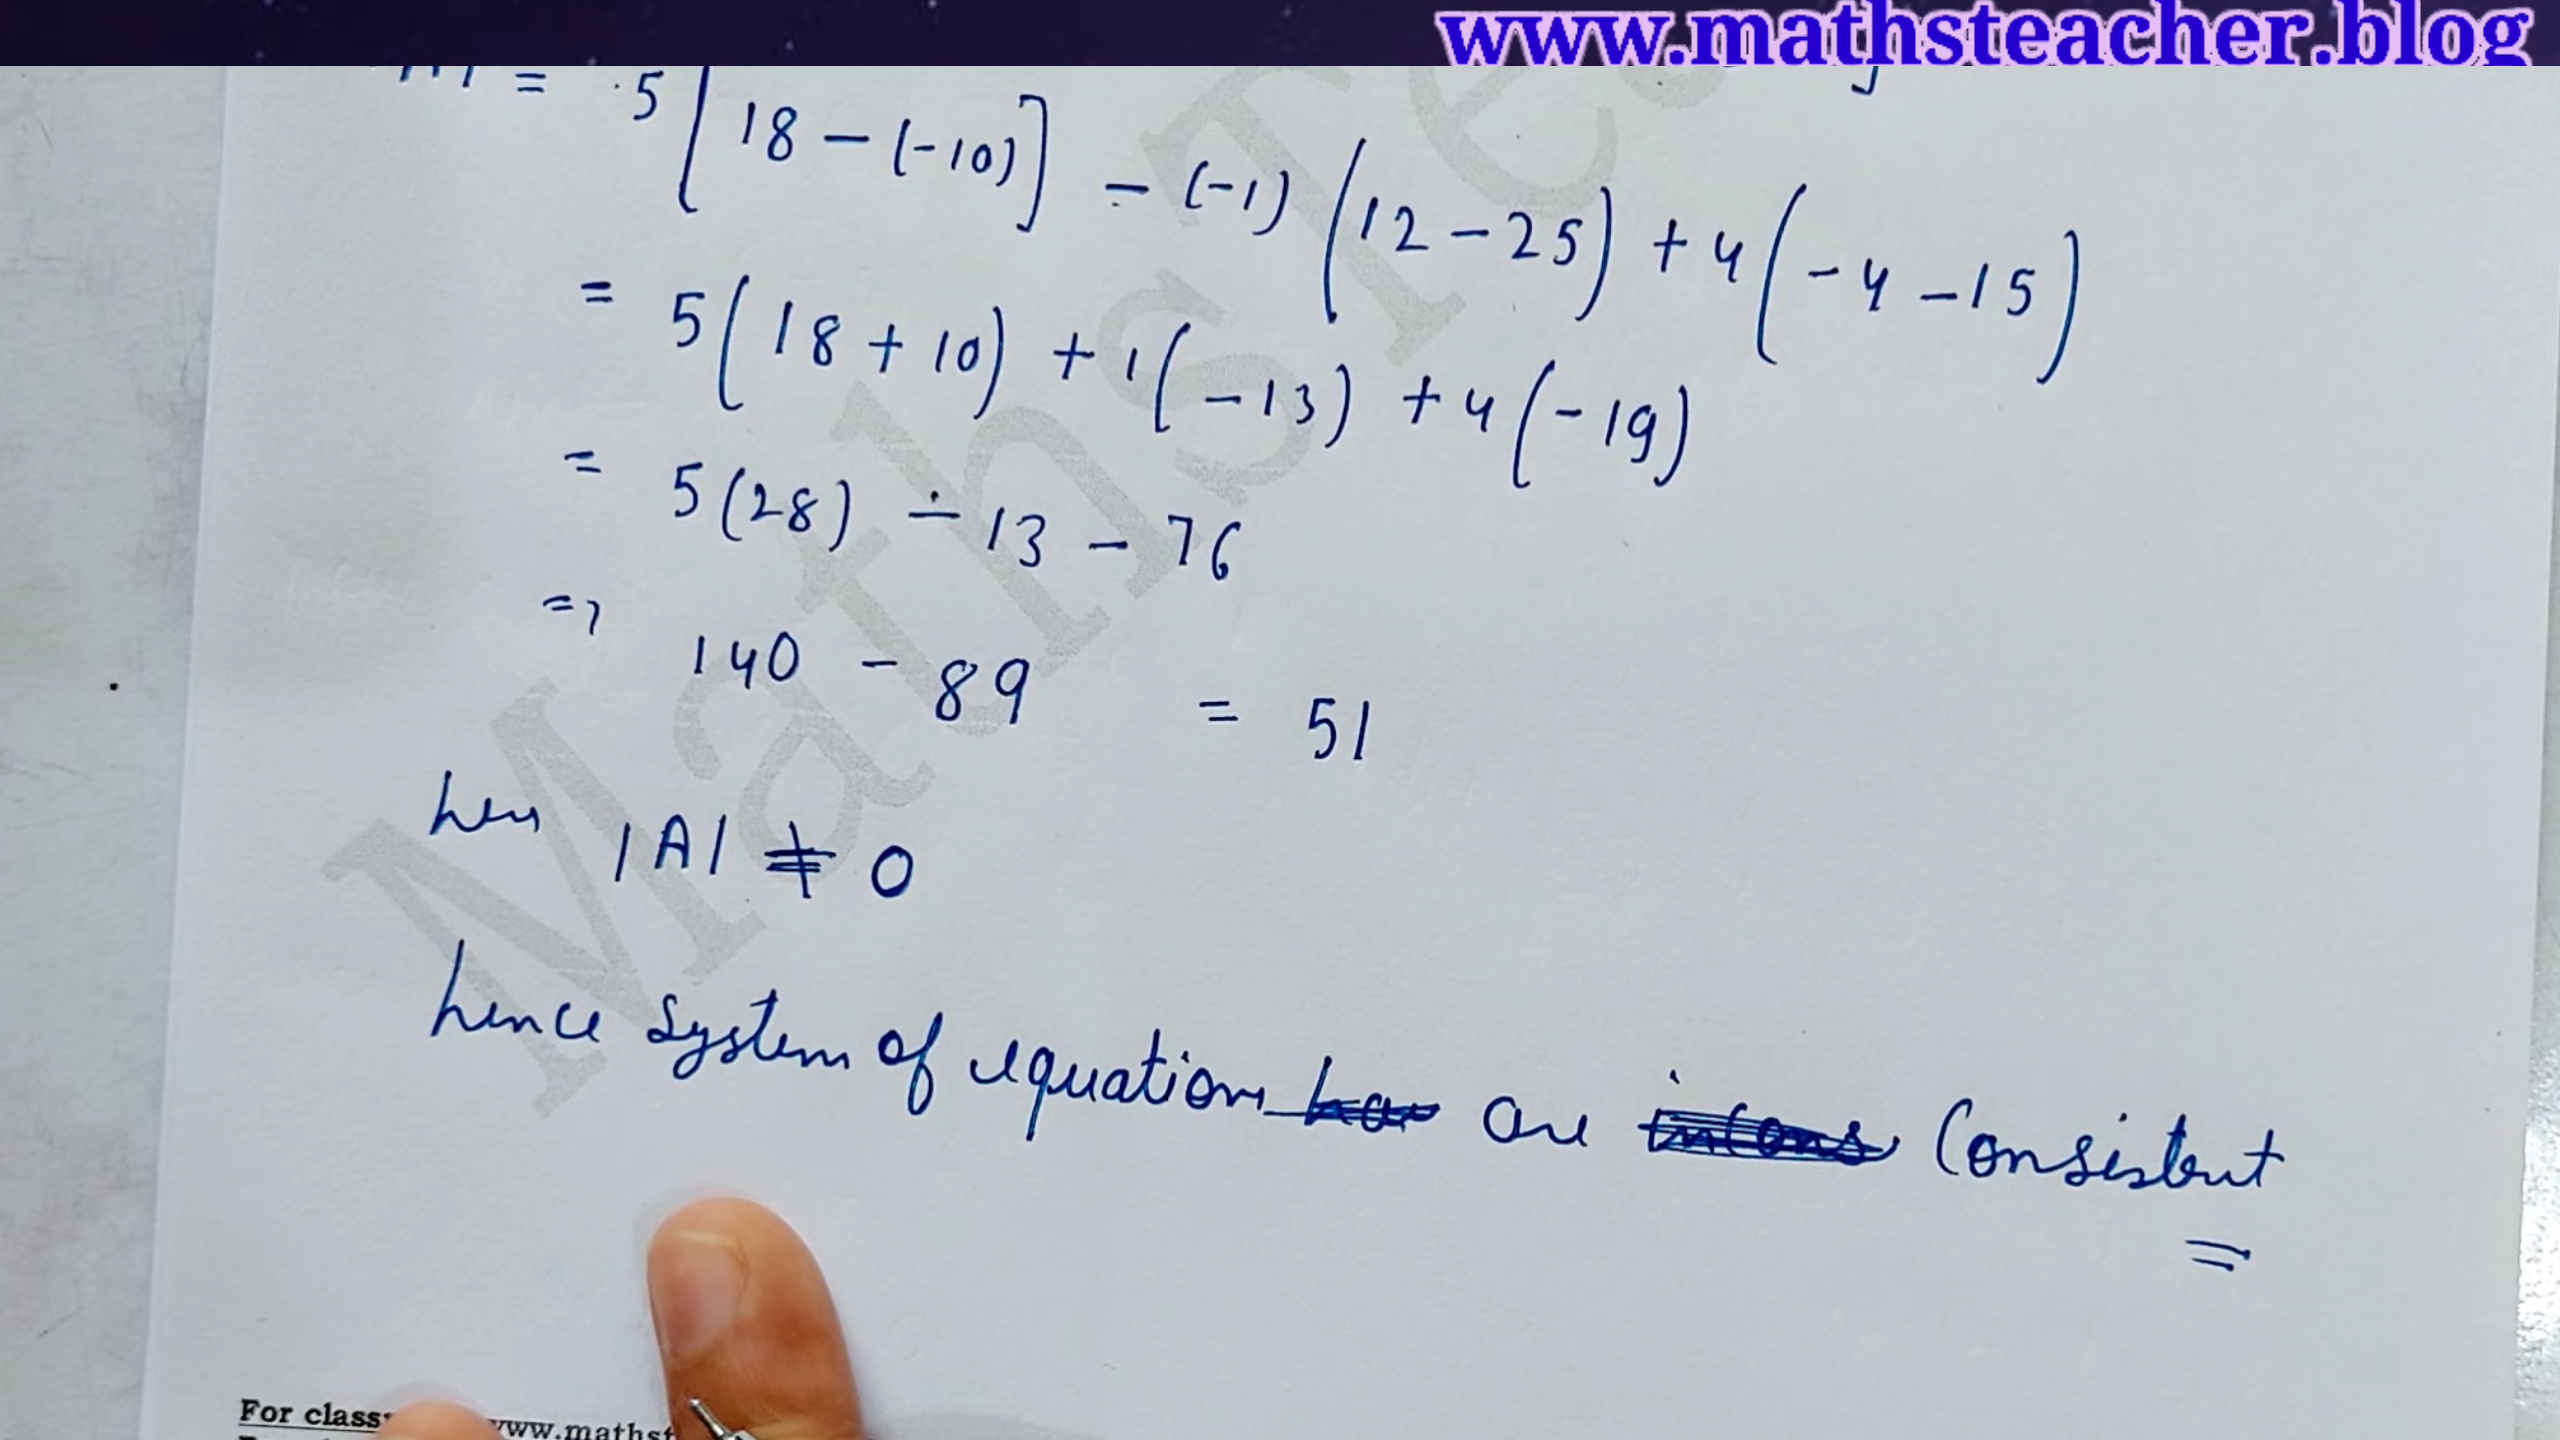 www.mathsteacher.blog
= 5 [18 - (-10)] - (-1) (12 - 25) + 4 (-4 - 15)
= 5 (18 + 10) + 1 (-13) + 4 (-19)
= 5 (28) - 13 - 76
=> 140 - 89 = 51
|A| ≠ 0
hence system of equation are Consistent
=
For class
www.maths